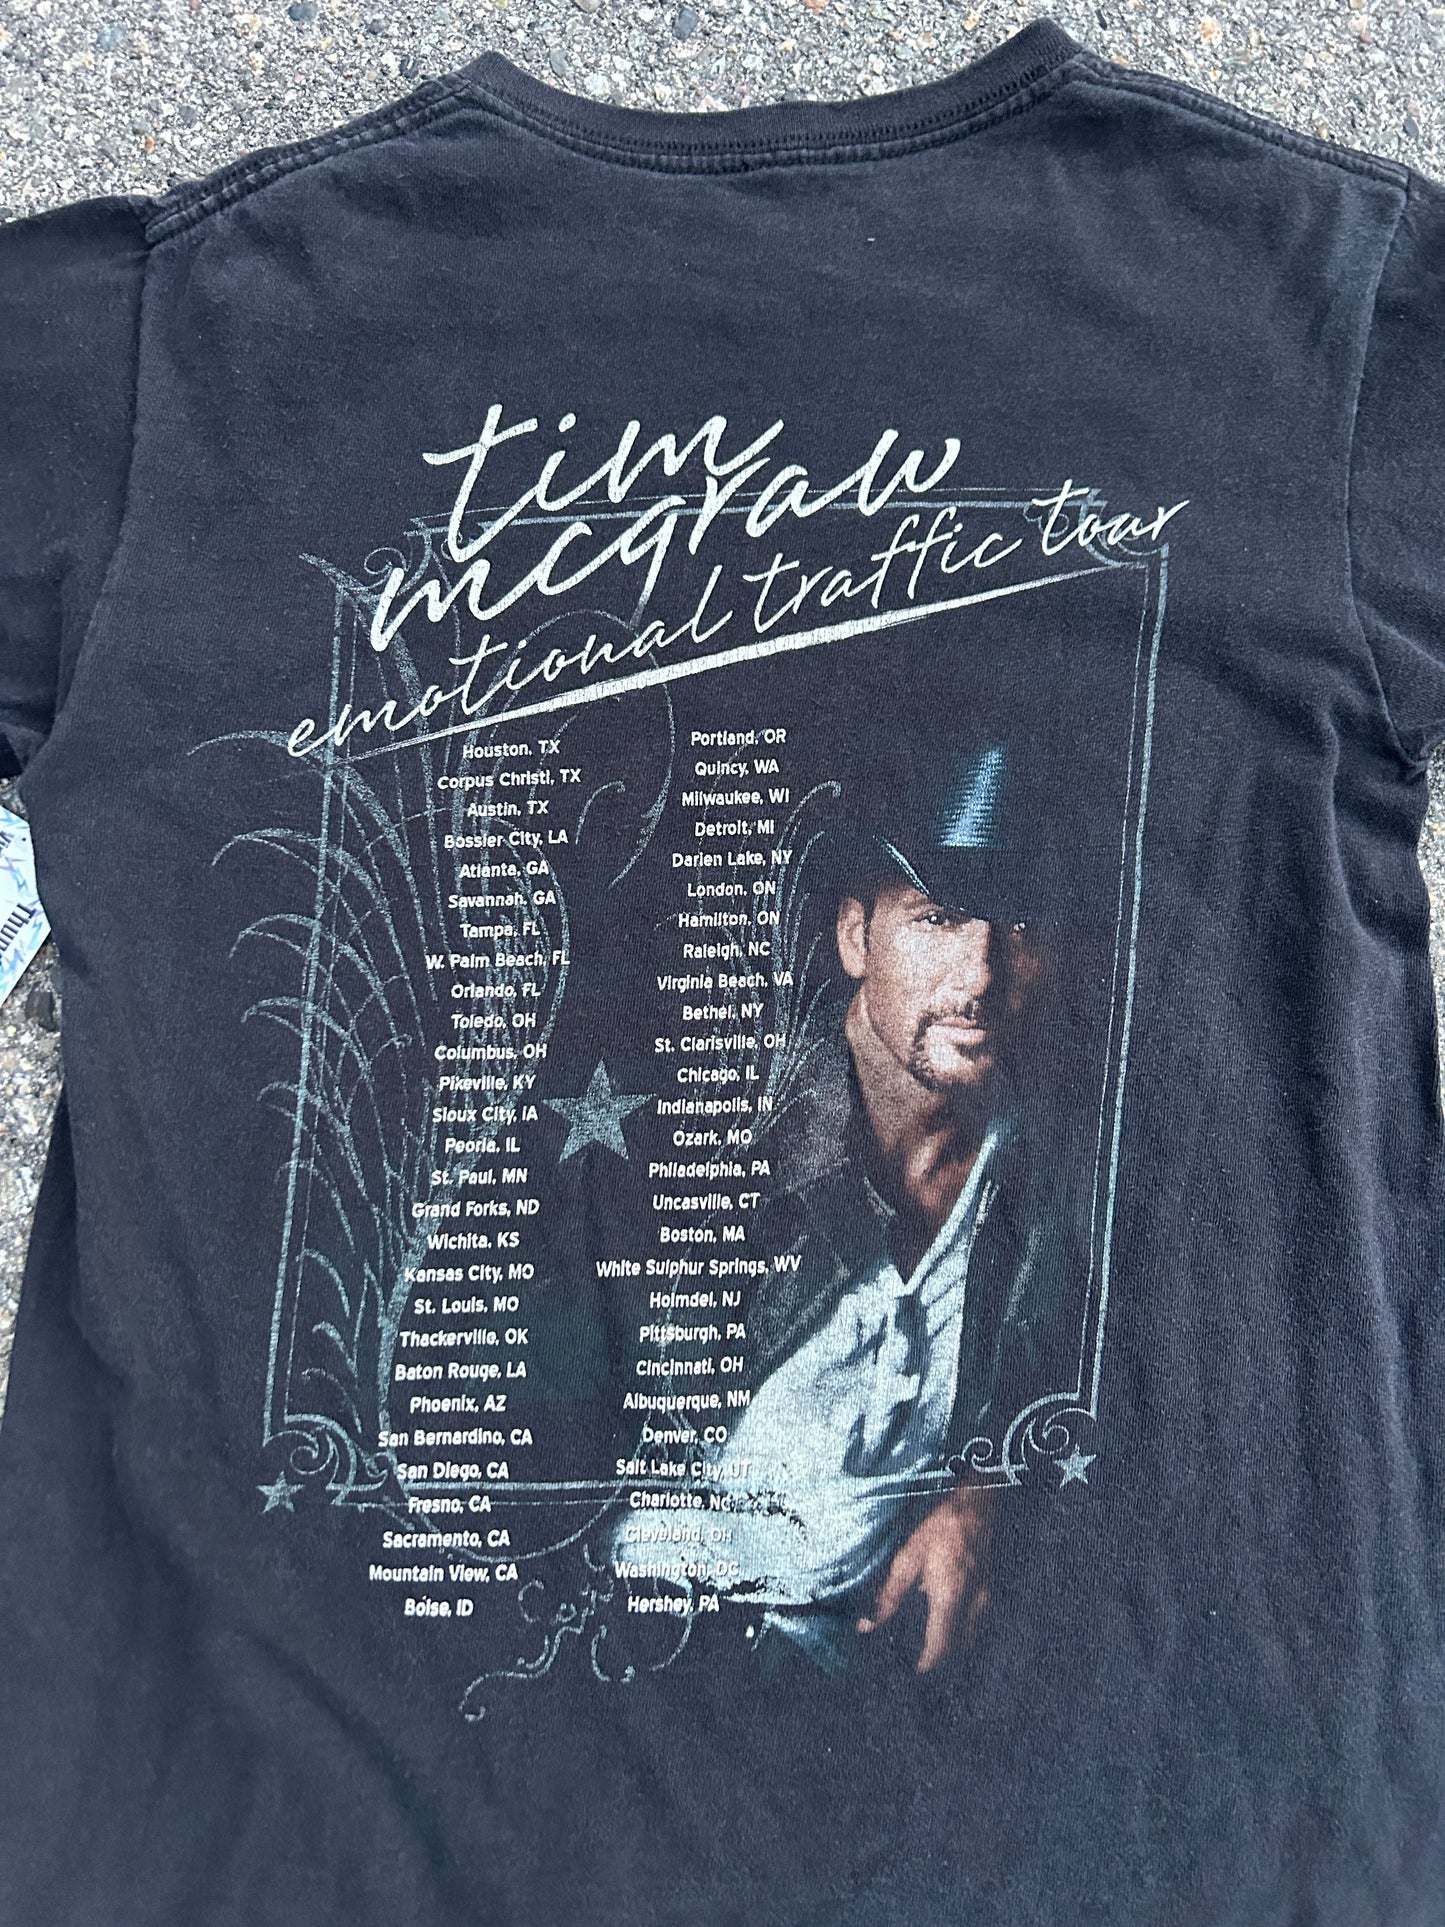 tim
mcgraw
emotional traffic tour
Houston, TX
Corpus Christi, TX
Austin, TX
Bossier City, LA
Atlanta, GA
Savannah, GA
Tampa, FL
W. Palm Beach, FL
Orlando, FL
Toledo, OH
Columbus, OH
Pikeville, KY
Sioux City, IA
Peoria, IL
St. Paul, MN
Grand Forks, ND
Wichita, KS
Kansas City, MO
St. Louis, MO
Thackerville, OK
Baton Rouge, LA
Phoenix, AZ
San Bernardino, CA
San Diego, CA
Fresno, CA
Sacramento, CA
Mountain View, CA
Boise, ID
Portland, OR
Quincy, WA
Milwaukee, WI
Detroit, MI
Darien Lake, NY
London, ON
Hamilton, ON
Raleigh, NC
Virginia Beach, VA
Bethel, NY
St. Clarisville, OH
Chicago, IL
Indianapolis, IN
Ozark, MO
Philadelphia, PA
Uncasville, CT
Boston, MA
White Sulphur Springs, WV
Holmdel, NJ
Pittsburgh, PA
Cincinnati, OH
Albuquerque, NM
Denver, CO
Salt Lake City, UT
Charlotte, NC
Cleveland, OH
Washington, DC
Hershey, PA